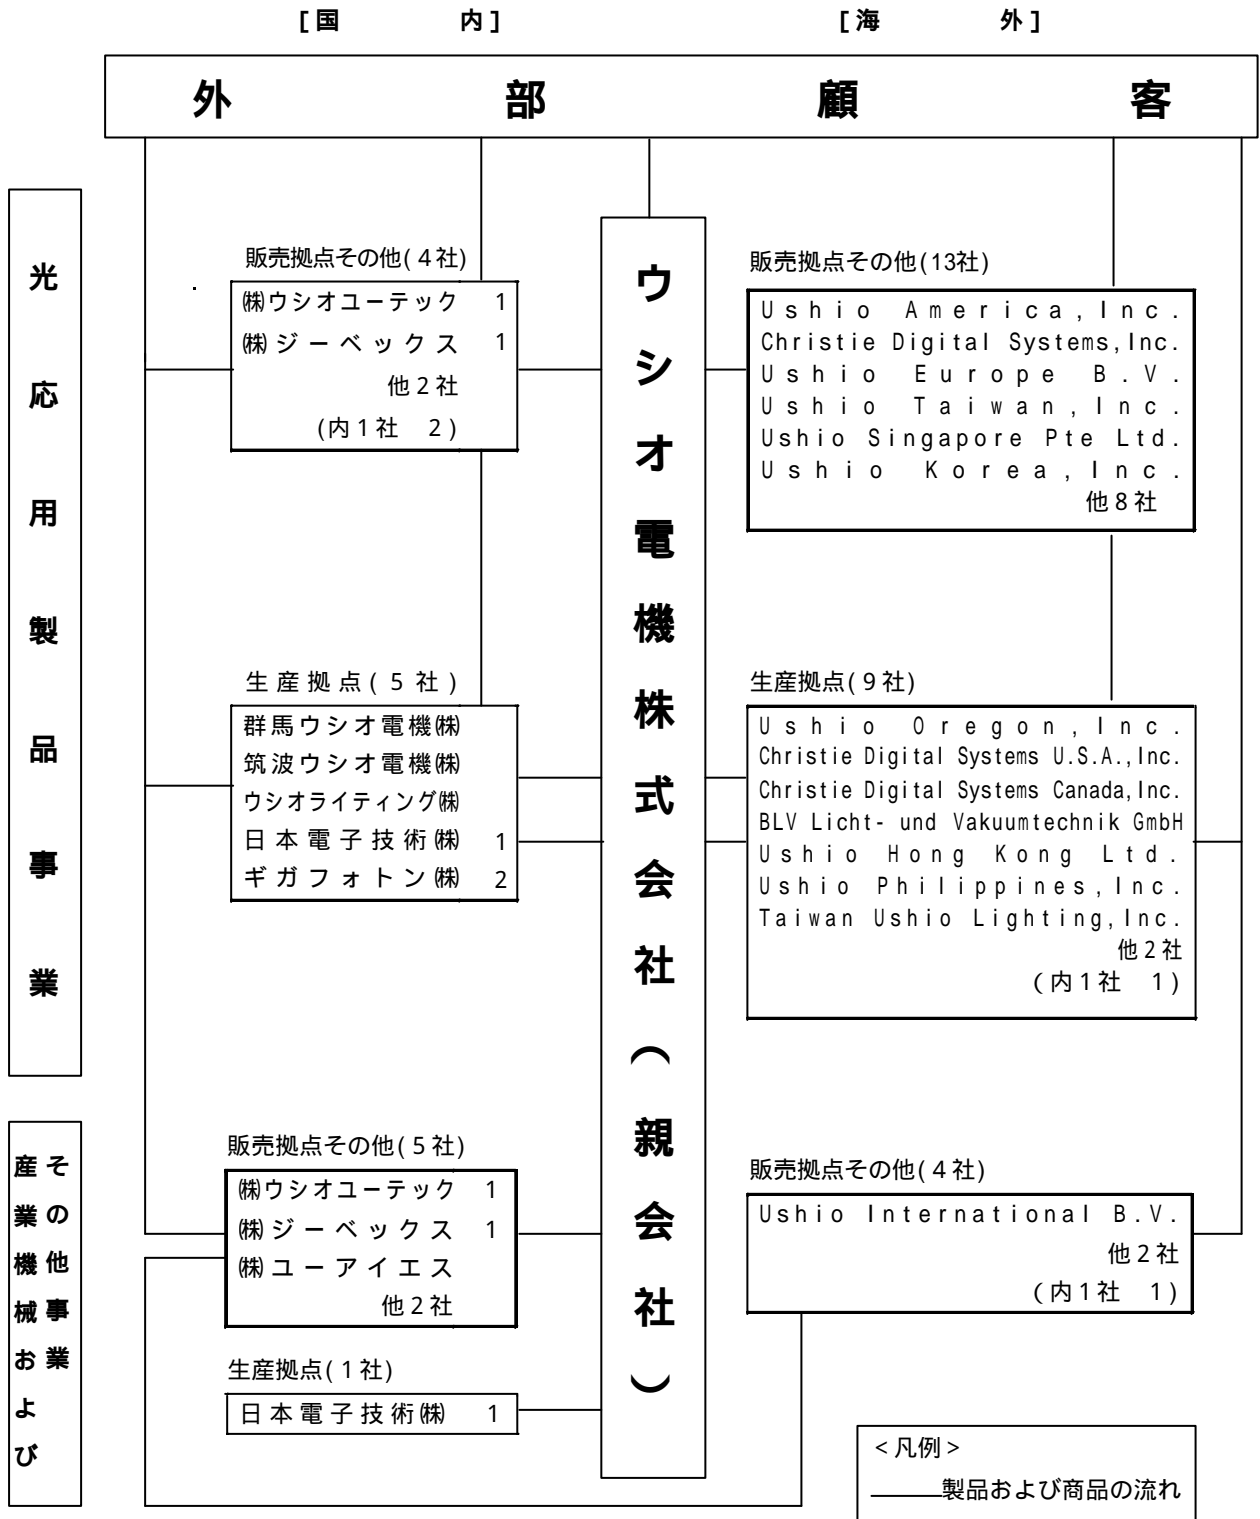 [国　内]
[海　外]
外部顧客
光応用製品事業
販売拠点その他(4社)
㈱ウシオユーテック 1
㈱ジーベックス 1
他2社
(内1社 2)
生産拠点(5社)
群馬ウシオ電機㈱
筑波ウシオ電機㈱
ウシオライティング㈱
日本電子技術㈱ 1
ギガフォトン㈱ 2
ウシオ電機株式会社（親会社）
販売拠点その他(13社)
Ushio America,Inc.
Christie Digital Systems,Inc.
Ushio Europe B.V.
Ushio Taiwan,Inc.
Ushio Singapore Pte Ltd.
Ushio Korea,Inc.
他8社
生産拠点(9社)
Ushio Oregon,Inc.
Christie Digital Systems U.S.A.,Inc.
Christie Digital Systems Canada,Inc.
BLV Licht- und Vakuumtechnik GmbH
Ushio Hong Kong Ltd.
Ushio Philippines,Inc.
Taiwan Ushio Lighting,Inc.
他2社
(内1社 1)
産業機械および
その他事業
販売拠点その他(5社)
㈱ウシオユーテック 1
㈱ジーベックス 1
㈱ユーアイエス
他2社
生産拠点(1社)
日本電子技術㈱ 1
販売拠点その他(4社)
Ushio International B.V.
他2社
(内1社 1)
<凡例>
製品および商品の流れ